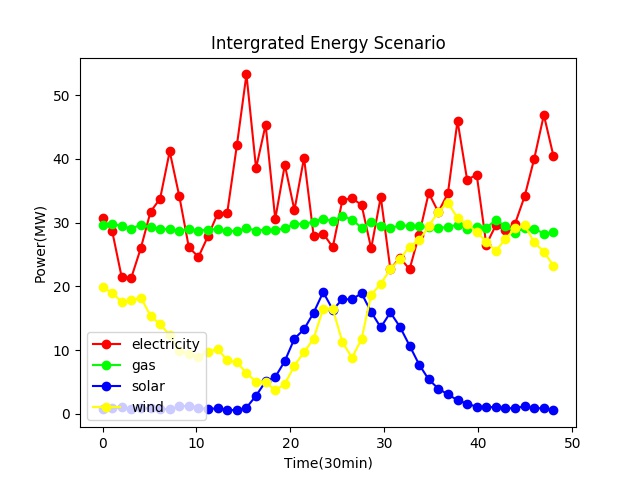 Intergrated Energy Scenario
Power(MW)
50
40
30
20
10
0
electricity
gas
solar
wind
0 10 20 30 40 50
Time(30min)